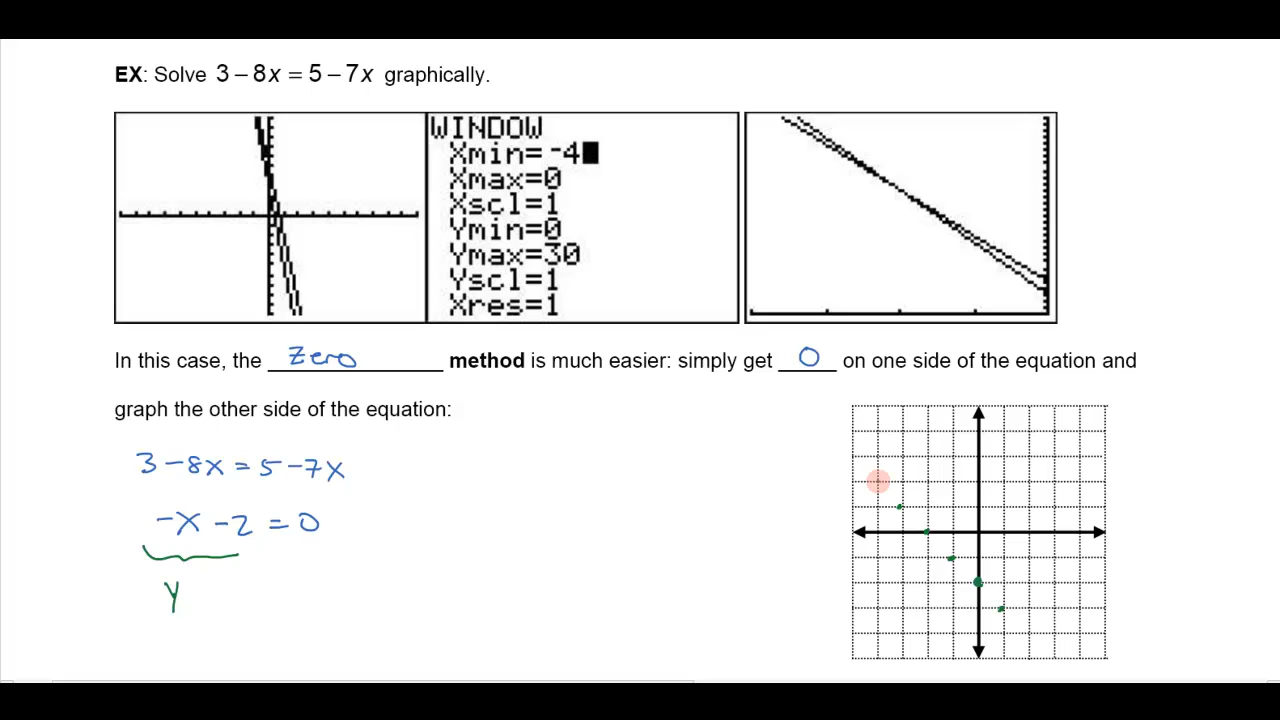 EX: Solve 3 – 8x = 5 – 7x graphically.
WINDOW
Xmin=-4
Xmax=0
Xscl=1
Ymin=0
Ymax=30
Yscl=1
Xres=1
In this case, the zero method is much easier: simply get 0 on one side of the equation and
graph the other side of the equation:
3 - 8x = 5 - 7x
-x - 2 = 0
y